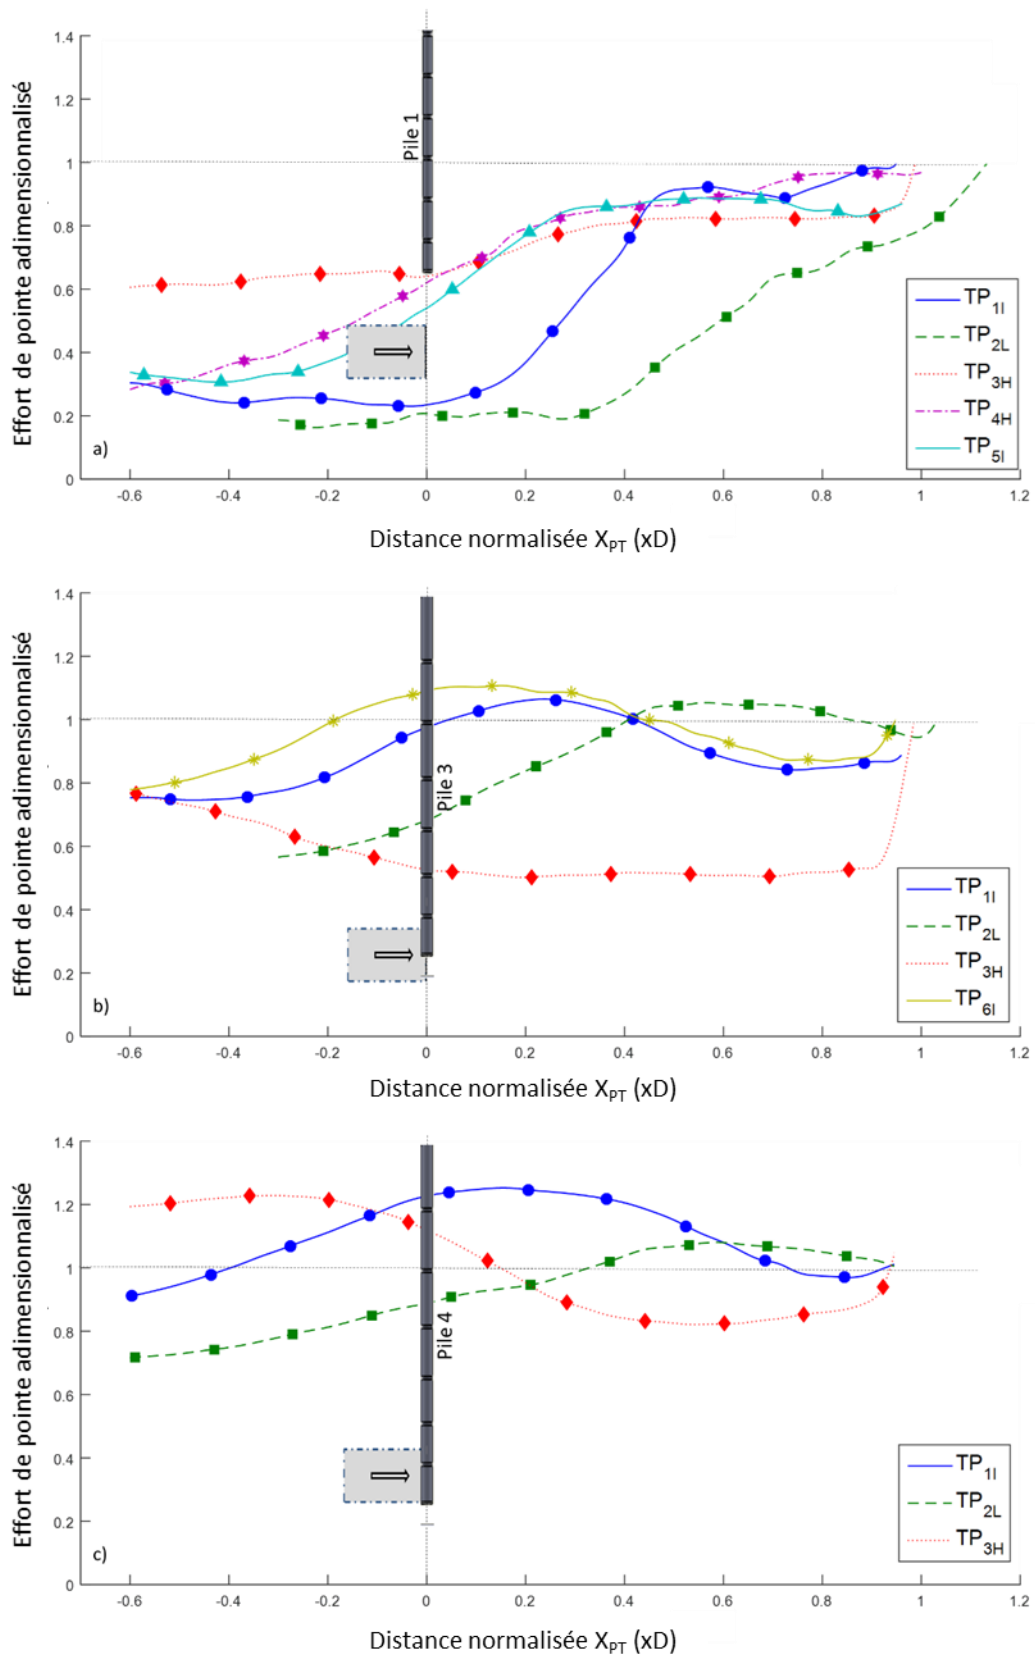 Effort de pointe adimensionnalisé
1.4
1.2
1
0.8
0.6
0.4
0.2
0
Pile 1
a)
TP1I
TP2L
TP3H
TP4H
TP5I
-0.6 -0.4 -0.2 0 0.2 0.4 0.6 0.8 1 1.2
Distance normalisée XPT (xD)
Effort de pointe adimensionnalisé
1.4
1.2
1
0.8
0.6
0.4
0.2
0
Pile 3
b)
TP1I
TP2L
TP3H
TP6I
-0.6 -0.4 -0.2 0 0.2 0.4 0.6 0.8 1 1.2
Distance normalisée XPT (xD)
Effort de pointe adimensionnalisé
1.4
1.2
1
0.8
0.6
0.4
0.2
0
Pile 4
c)
TP1I
TP2L
TP3H
-0.6 -0.4 -0.2 0 0.2 0.4 0.6 0.8 1 1.2
Distance normalisée XPT (xD)